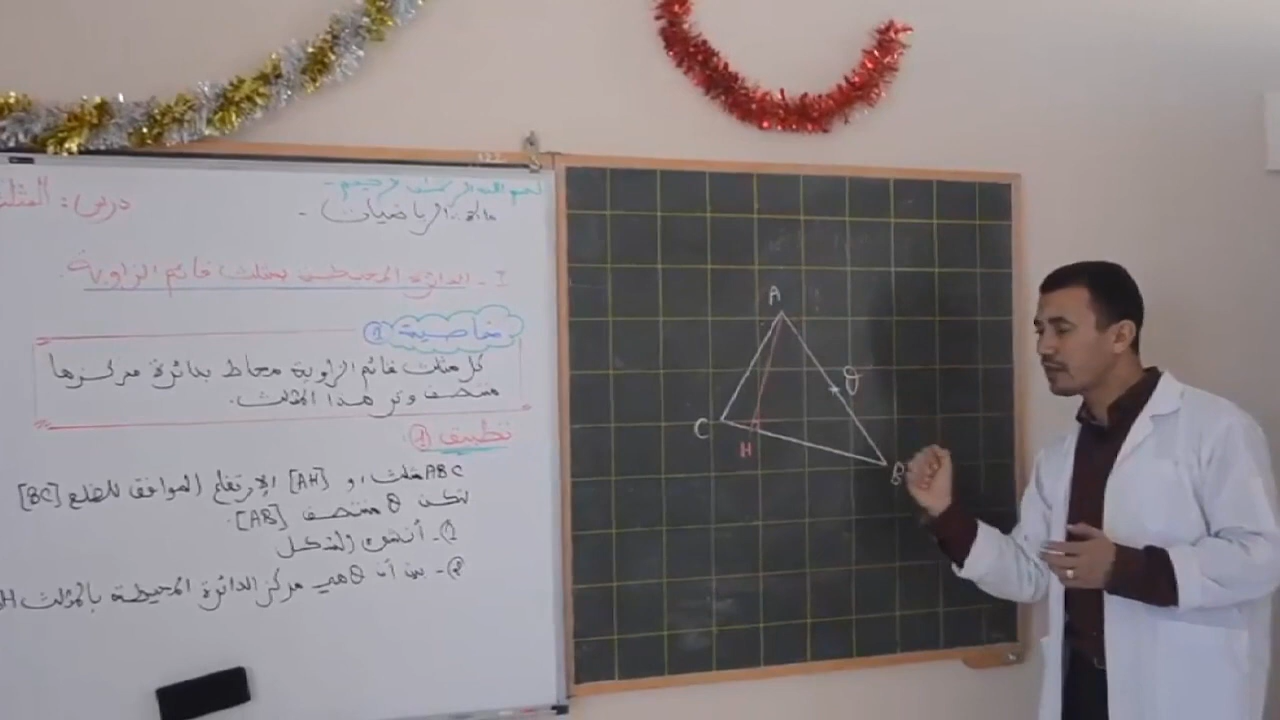 بسم الله الرحمن الرحيم
مادة: الرياضيات -
درس: المثلث
I - الدائرة المحيطة بمثلث قائم الزاوية.
خاصية ①
كل مثلث قائم الزاوية محاط بدائرة مركزها
منتصف وتر هذا المثلث.
تطبيق ①:
ABC مثلث، و [AH] الإرتفاع الموافق للضلع [BC]
لتكن θ منتصف [AB].
①- أنشئ الشكل
②- بين أن θ هي مركز الدائرة المحيطة بالمثلث
A
θ
C
H
B